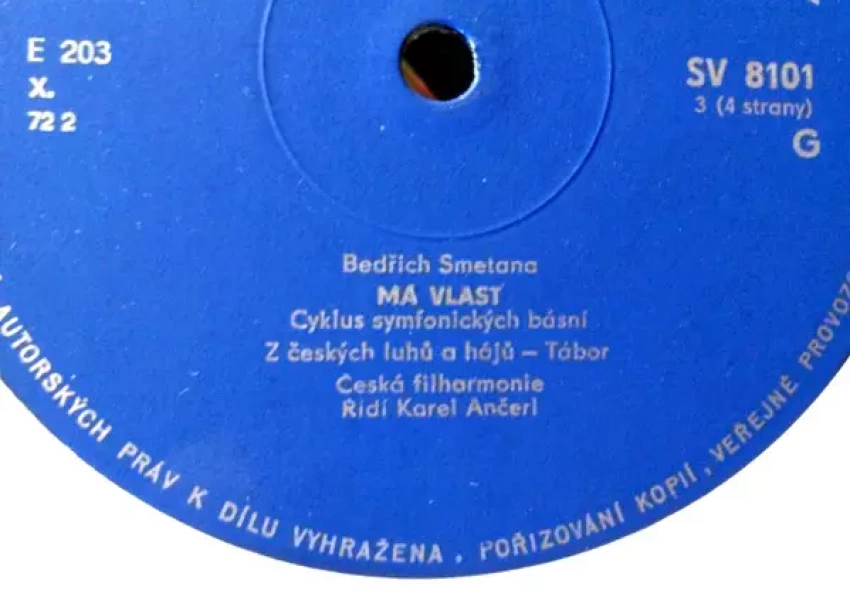 E 203
X.
72 2
SV 8101
3 (4 strany)
G
Bedřich Smetana
MÁ VLAST
Cyklus symfonických básní
Z českých luhů a hájů – Tábor
Česká filharmonie
Řídí Karel Ančerl
AUTORSKÝCH PRÁV K DÍLU VYHRAŽENA . POŘIZOVÁNÍ KOPIÍ, VEŘEJNÉ